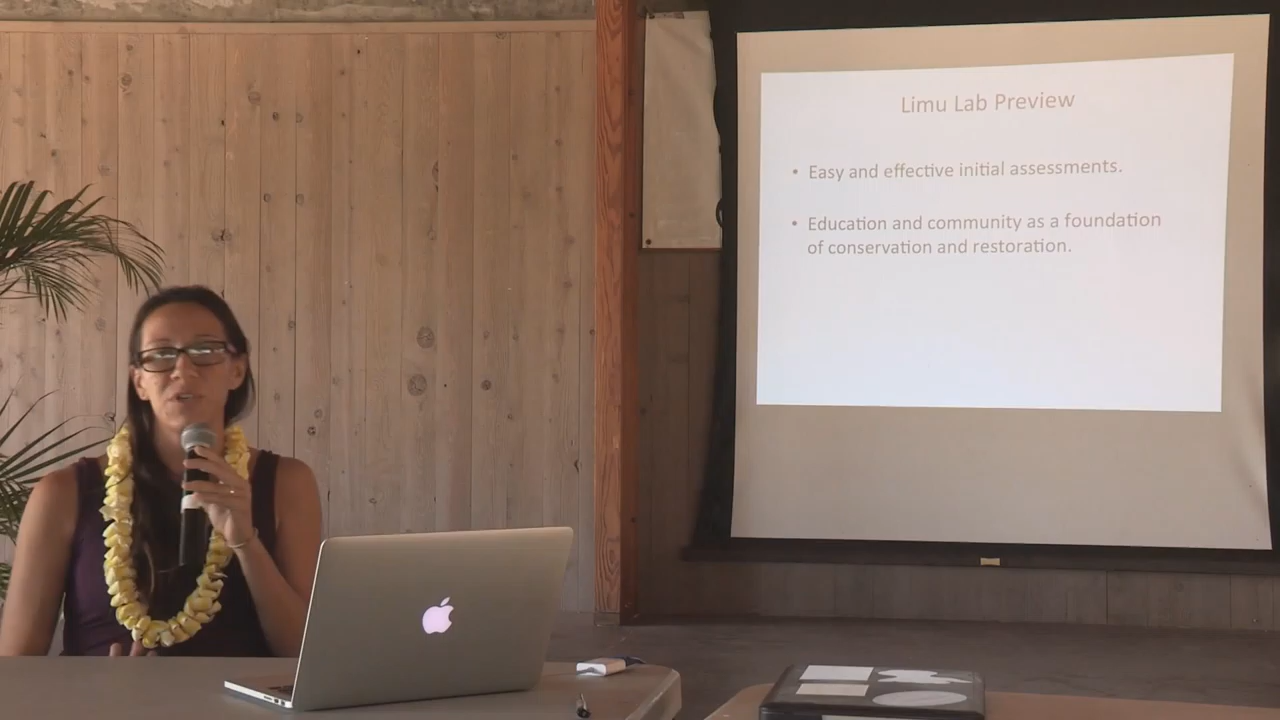 Limu Lab Preview
• Easy and effective initial assessments.
• Education and community as a foundation
of conservation and restoration.